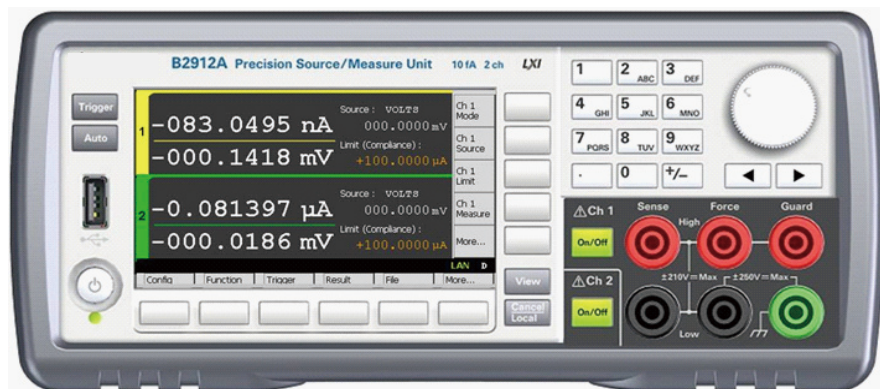 B2912A Precision Source/Measure Unit 10 fA 2 ch LXI
Trigger
Auto
1
-083.0495 nA
-000.1418 mV
Source : VOLTS
000.0000 mV
Limit (Compliance) :
+100.0000 µA
2
-0.081397 µA
-000.0186 mV
Source : VOLTS
000.0000 mV
Limit (Compliance) :
+100.0000 µA
Ch 1
Mode
Ch 1
Source
Ch 1
Limit
Ch 1
Measure
More...
LAN D
Config Function Trigger Result File More...
View
Cancel
Local
1 2 ABC 3 DEF
4 GHI 5 JKL 6 MNO
7 PQRS 8 TUV 9 WXYZ
. 0 +/−
Ch 1
On/Off
Ch 2
On/Off
Sense Force Guard
High
±210V Max ±250V Max
Low